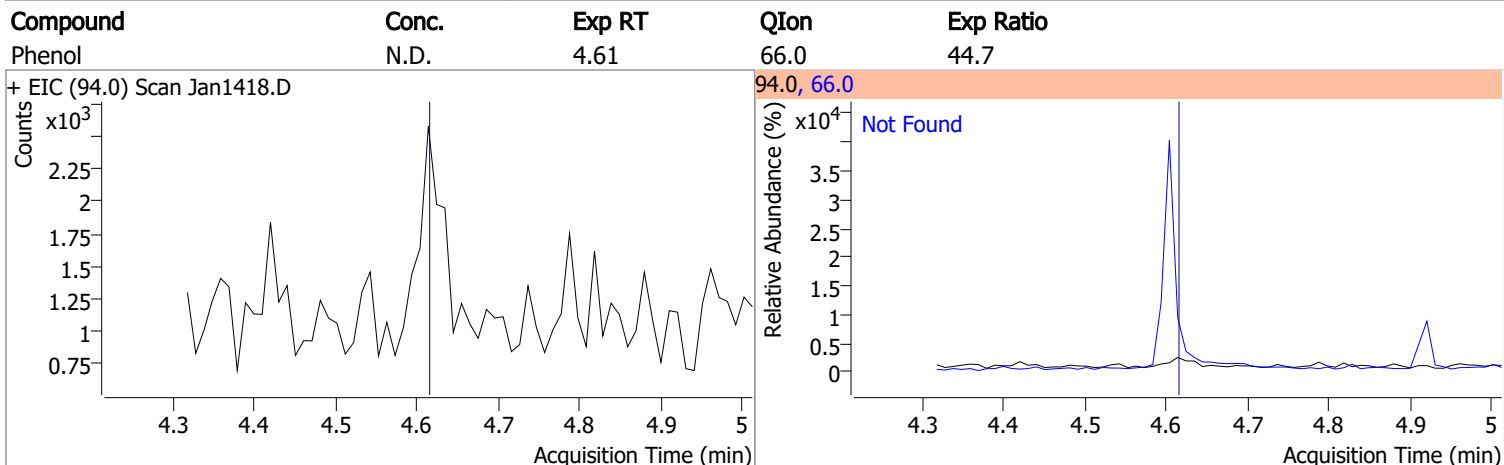 Compound Conc. Exp RT QIon Exp Ratio
Phenol N.D. 4.61 66.0 44.7
+ EIC (94.0) Scan Jan1418.D
Counts
x10³
2.25
2
1.75
1.5
1.25
1
0.75
4.3 4.4 4.5 4.6 4.7 4.8 4.9 5
Acquisition Time (min)
94.0, 66.0
Relative Abundance (%)
x10⁴
Not Found
3.5
3
2.5
2
1.5
1
0.5
0
4.3 4.4 4.5 4.6 4.7 4.8 4.9 5
Acquisition Time (min)